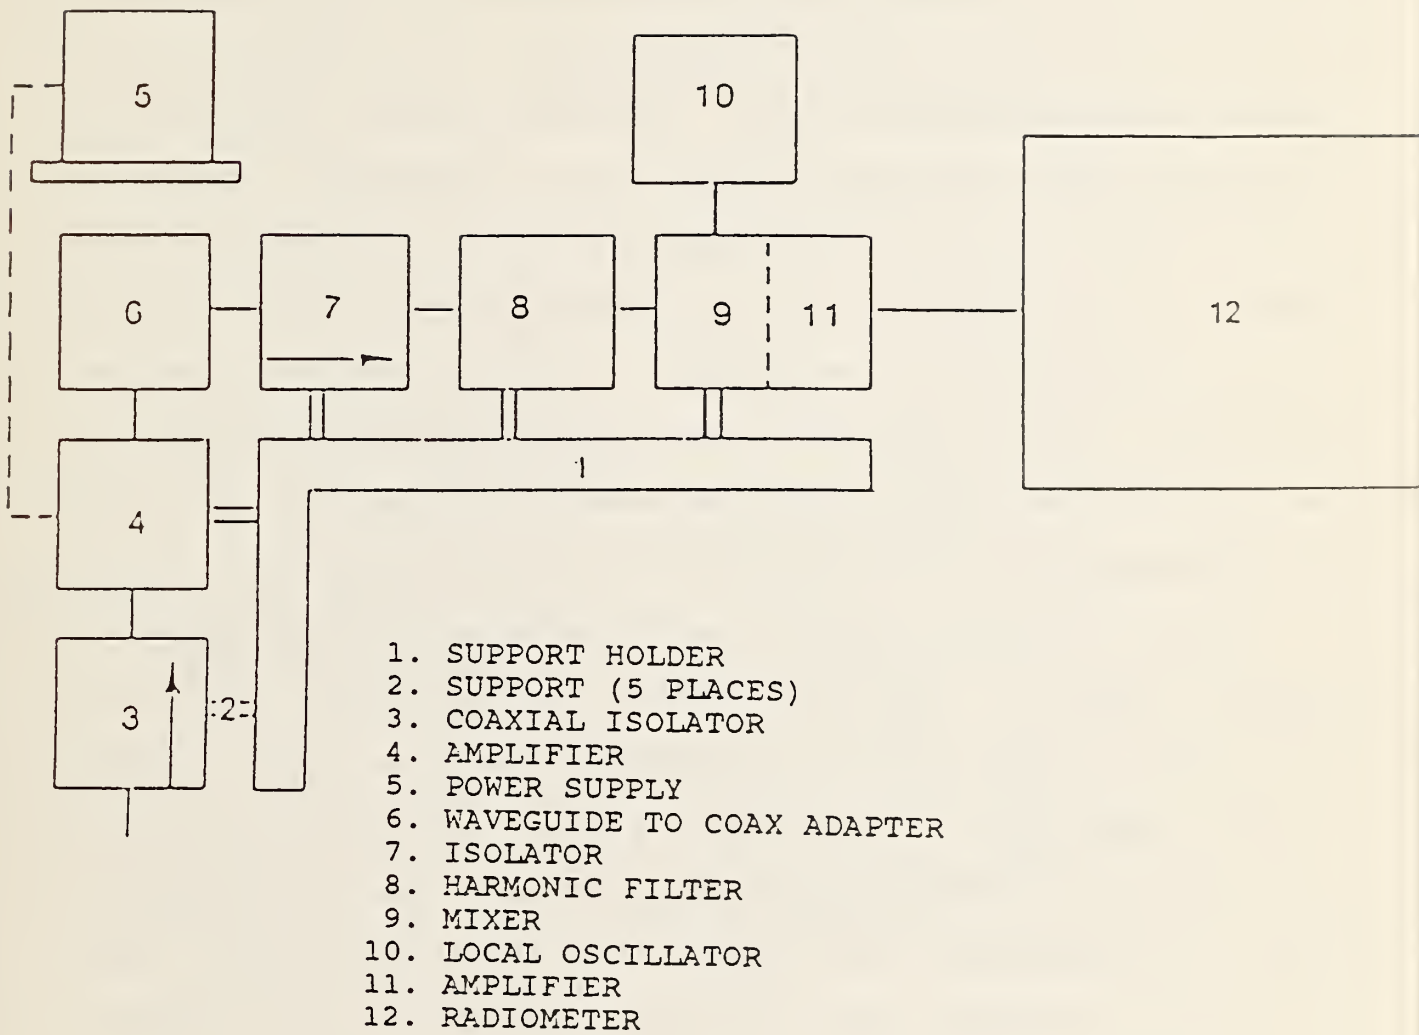 5
10
6
7
8
9
11
12
1
4
3
2
1. SUPPORT HOLDER
2. SUPPORT (5 PLACES)
3. COAXIAL ISOLATOR
4. AMPLIFIER
5. POWER SUPPLY
6. WAVEGUIDE TO COAX ADAPTER
7. ISOLATOR
8. HARMONIC FILTER
9. MIXER
10. LOCAL OSCILLATOR
11. AMPLIFIER
12. RADIOMETER